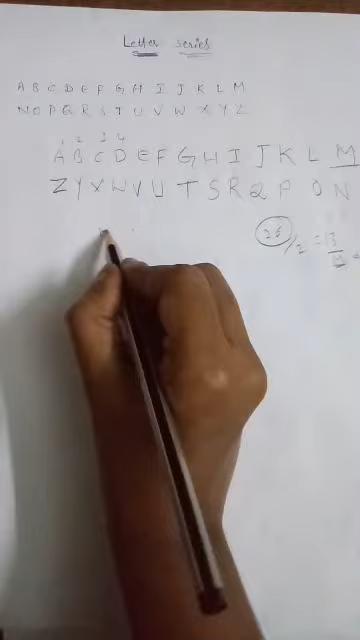 Letter series
A B C D E F G H I J K L M
N O P Q R S T U V W X Y Z
1 2 3 4
A B C D E F G H I J K L M
Z Y X W V U T S R Q P O N
26/2 = 13